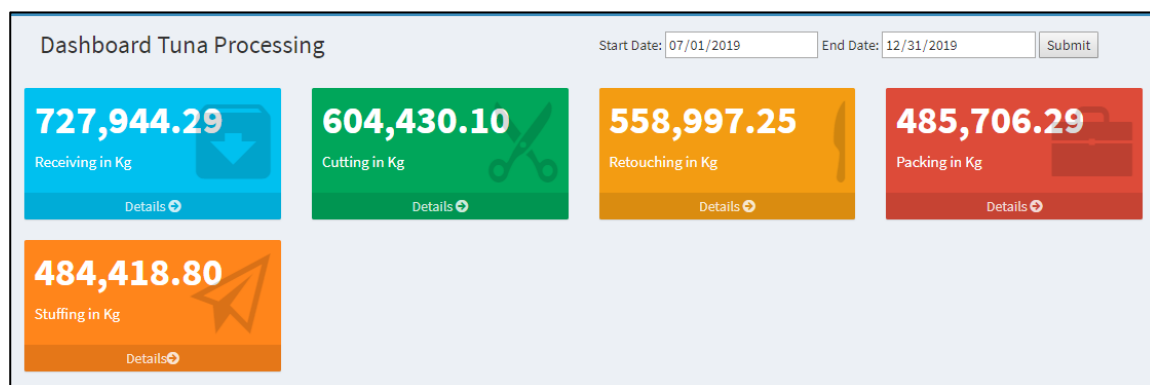 Dashboard Tuna Processing
Start Date: 07/01/2019 End Date: 12/31/2019 Submit
727,944.29
Receiving in Kg
Details
604,430.10
Cutting in Kg
Details
558,997.25
Retouching in Kg
Details
485,706.29
Packing in Kg
Details
484,418.80
Stuffing in Kg
Details